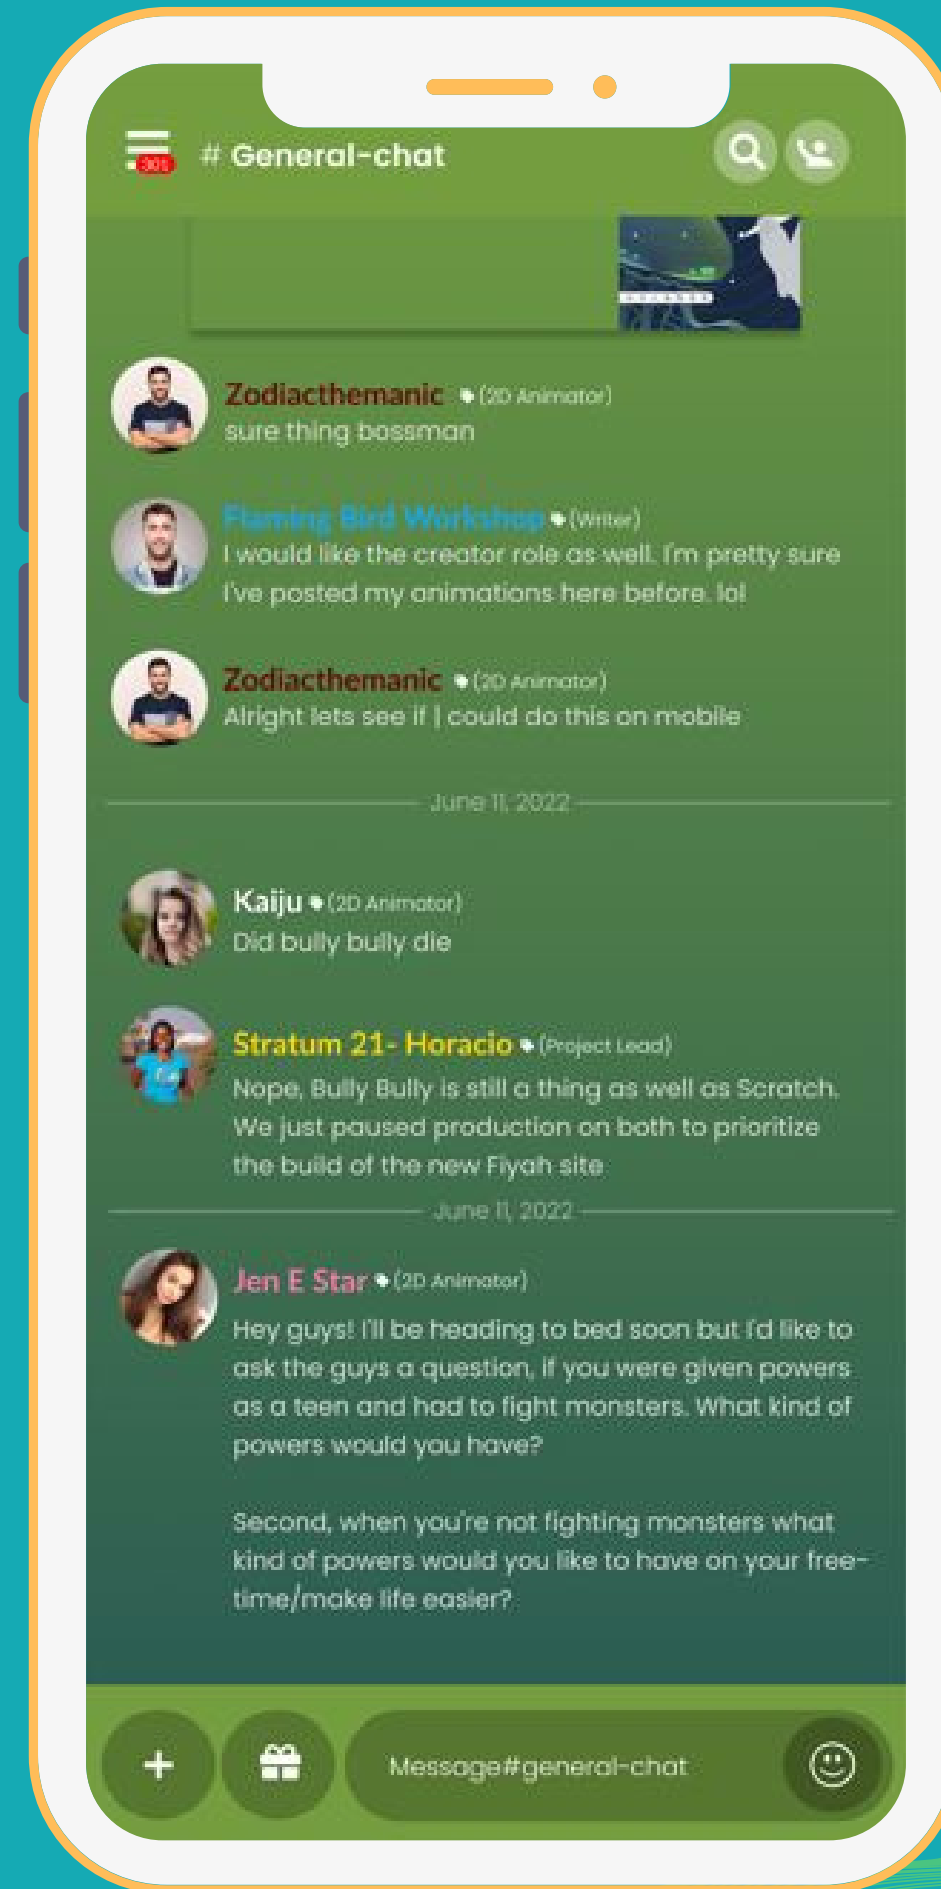 301
# General-chat
Zodiacthemanic (2D Animator)
sure thing bossman
Flaming Bird Workshop (Writer)
I would like the creator role as well. I'm pretty sure
I've posted my animations here before. lol
Zodiacthemanic (2D Animator)
Alright lets see if I could do this on mobile
June 11, 2022
Kaiju (2D Animator)
Did bully bully die
Stratum 21- Horacio (Project Lead)
Nope, Bully Bully is still a thing as well as Scratch.
We just paused production on both to prioritize
the build of the new Fiyah site
June 11, 2022
Jen E Star (2D Animator)
Hey guys! I'll be heading to bed soon but I'd like to
ask the guys a question, if you were given powers
as a teen and had to fight monsters. What kind of
powers would you have?
Second, when you're not fighting monsters what
kind of powers would you like to have on your free-
time/make life easier?
Message#general-chat